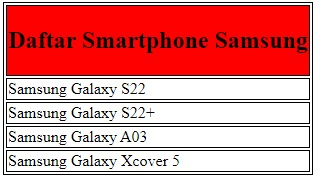 Daftar Smartphone Samsung
Samsung Galaxy S22
Samsung Galaxy S22+
Samsung Galaxy A03
Samsung Galaxy Xcover 5